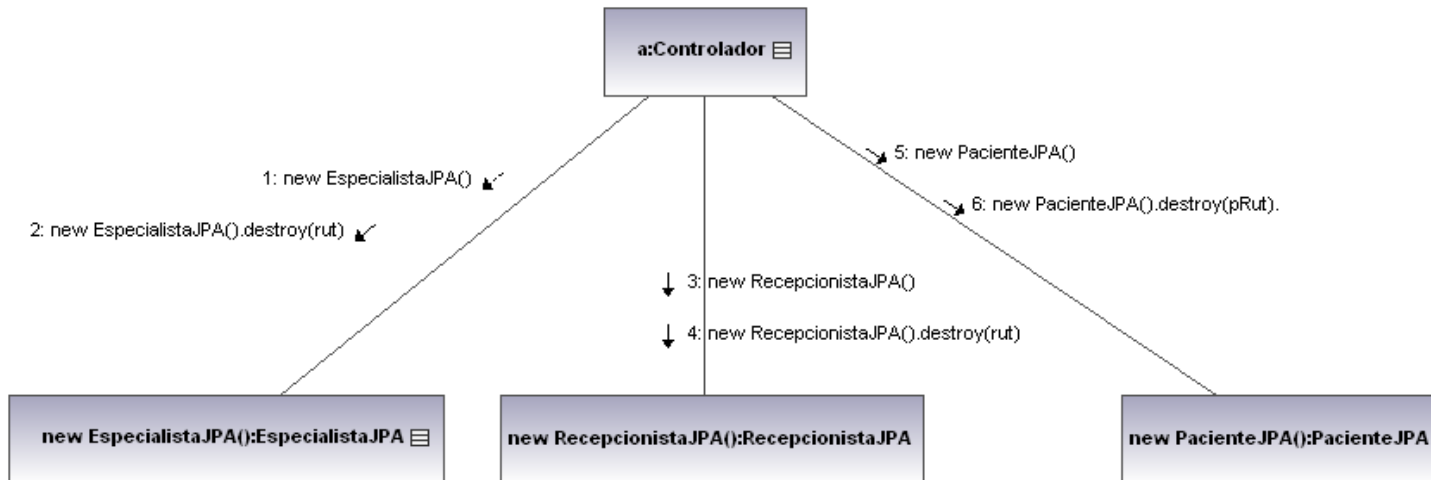 a:Controlador
5: new PacienteJPA()
1: new EspecialistaJPA()
6: new PacienteJPA().destroy(pRut).
2: new EspecialistaJPA().destroy(rut)
3: new RecepcionistaJPA()
4: new RecepcionistaJPA().destroy(rut)
new EspecialistaJPA():EspecialistaJPA
new RecepcionistaJPA():RecepcionistaJPA
new PacienteJPA():PacienteJPA